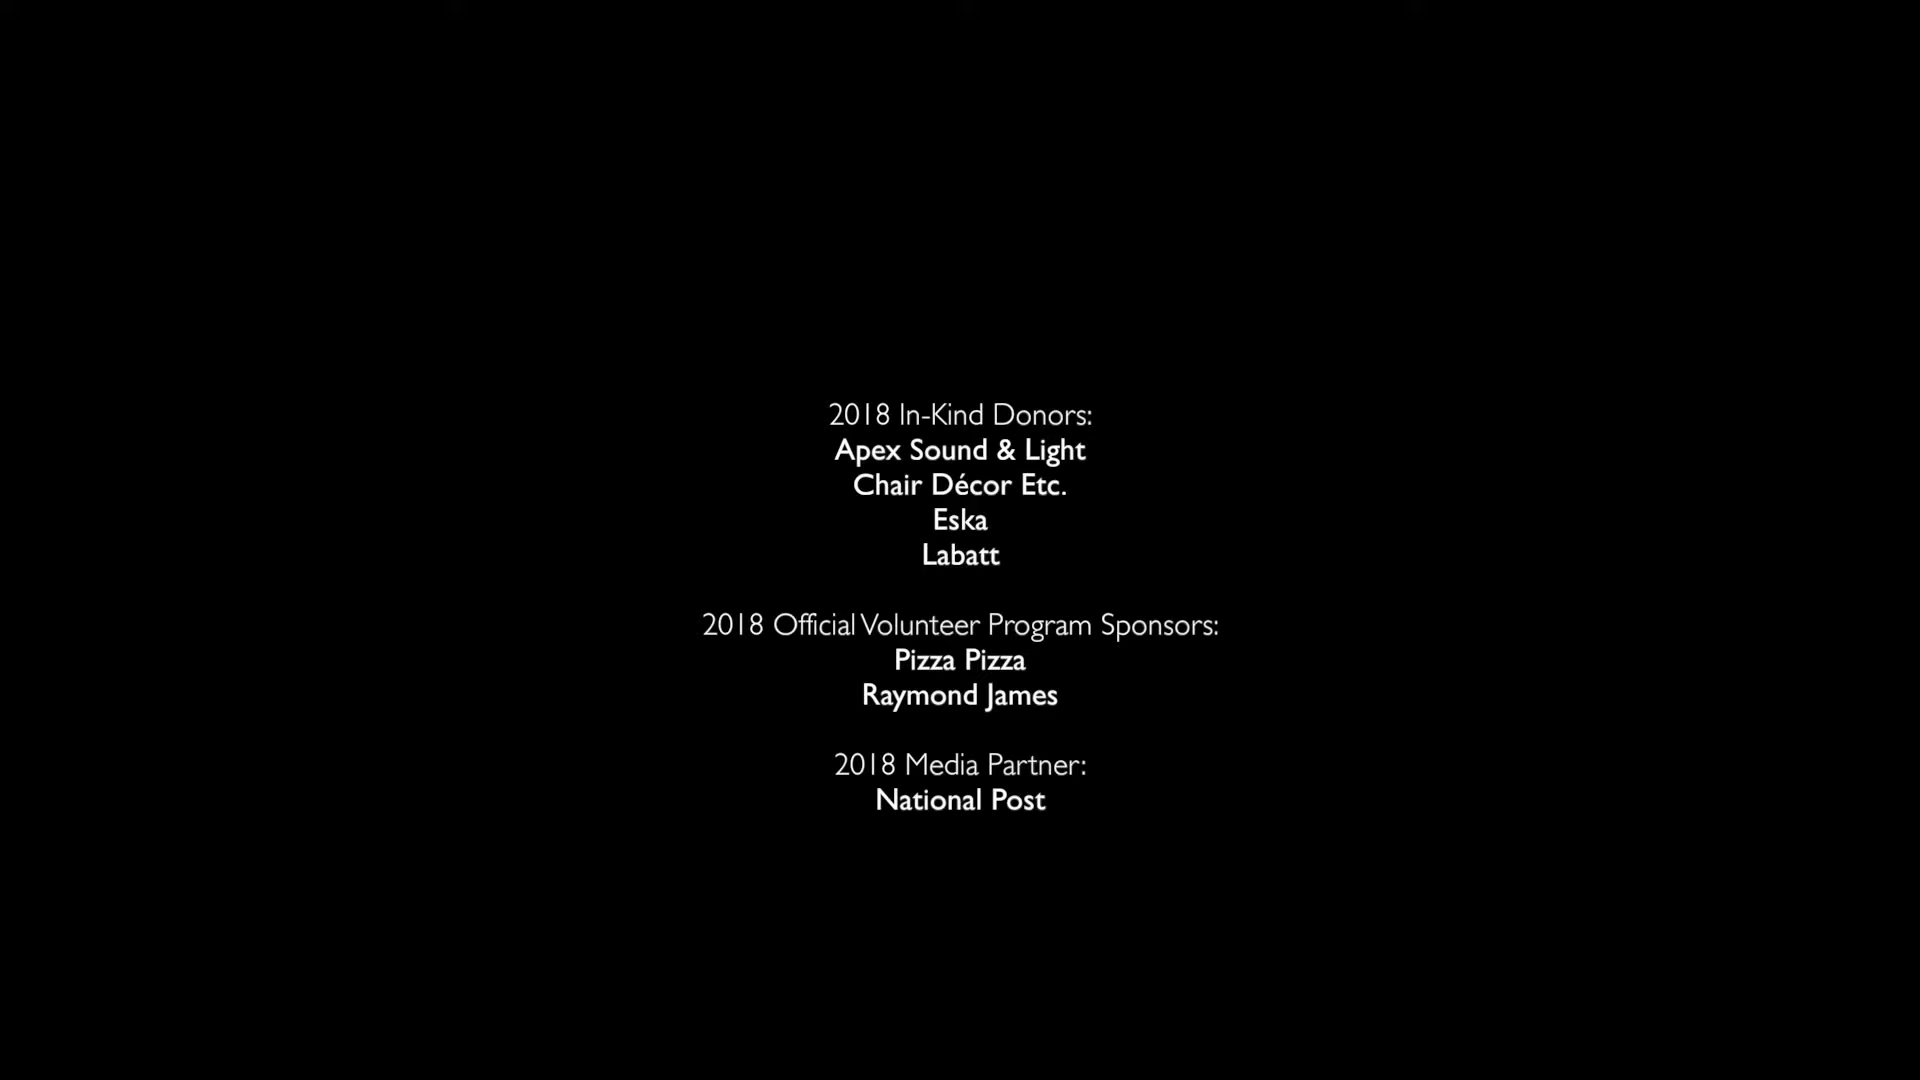 2018 In-Kind Donors:
Apex Sound & Light
Chair Décor Etc.
Eska
Labatt
2018 Official Volunteer Program Sponsors:
Pizza Pizza
Raymond James
2018 Media Partner:
National Post